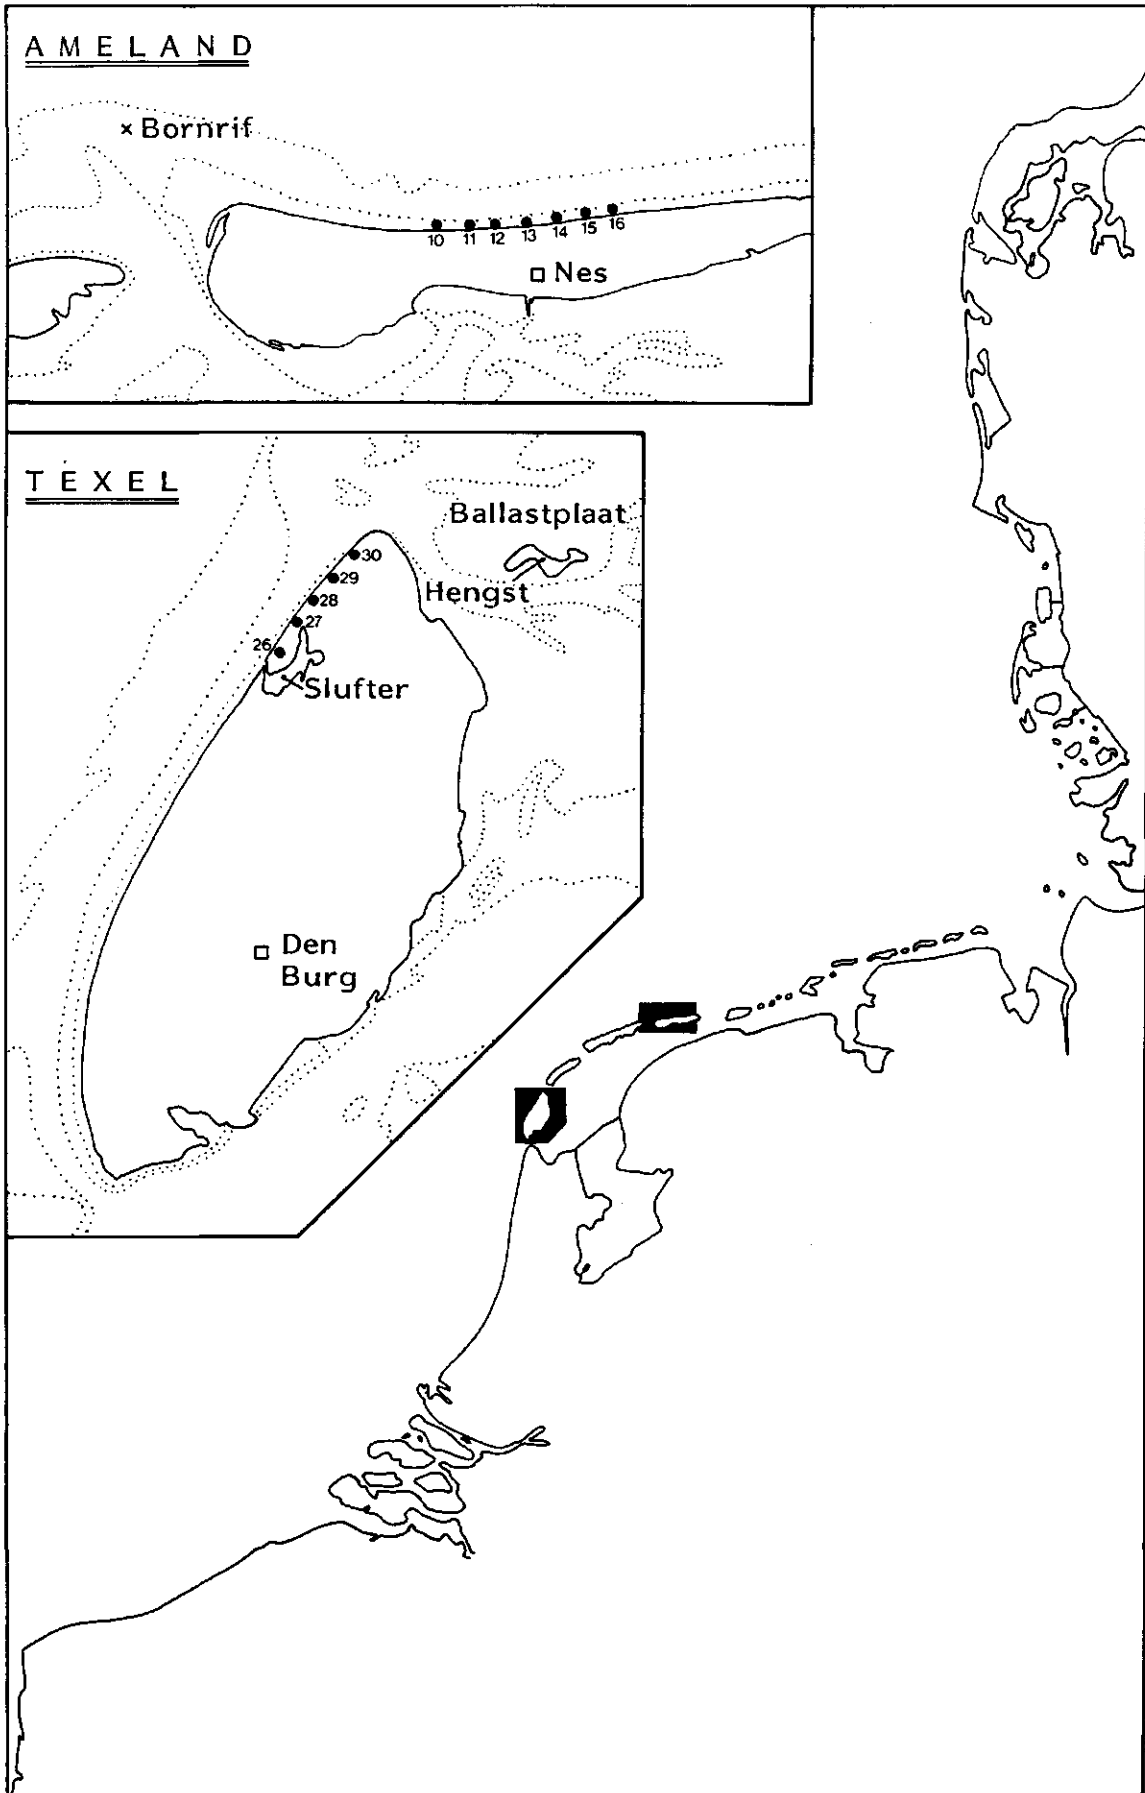 AMELAND
× Bornrif
10 11 12 13 14 15 16
Nes
TEXEL
Ballastplaat
30
29
Hengst
28
27
26
Slufter
Den
Burg